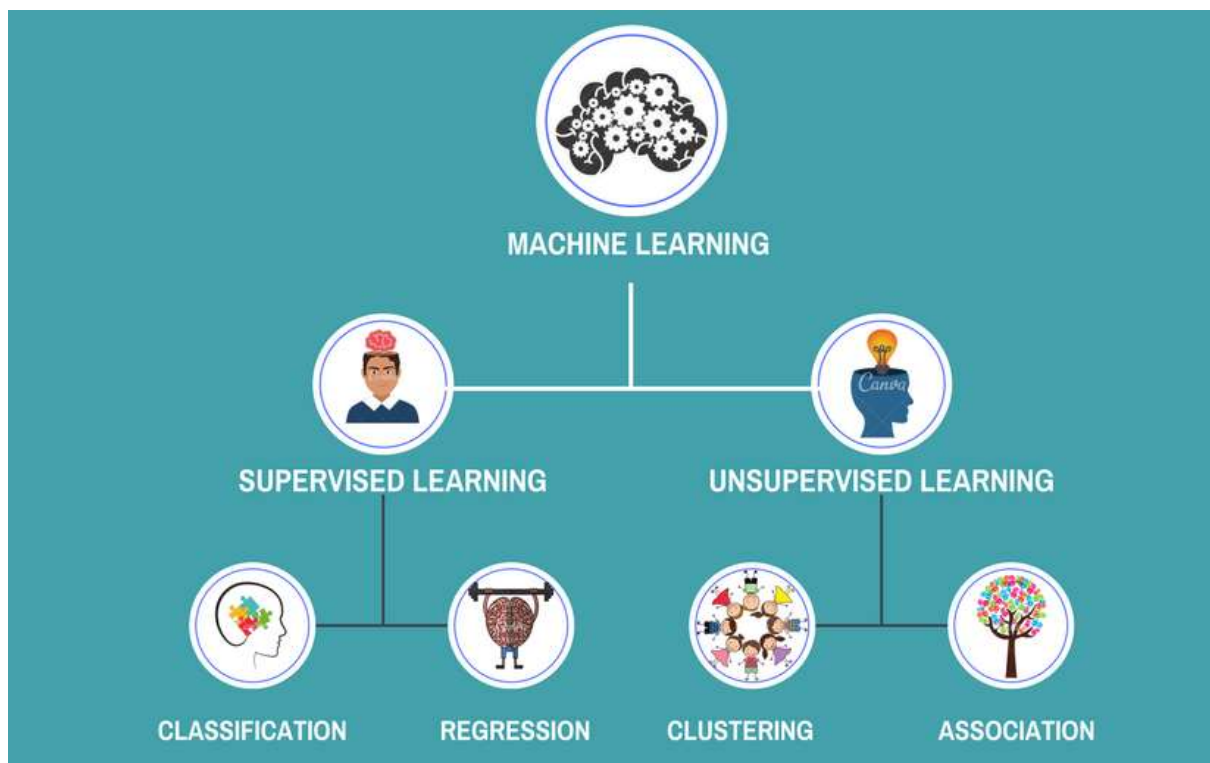 MACHINE LEARNING
Canva
SUPERVISED LEARNING
UNSUPERVISED LEARNING
CLASSIFICATION
REGRESSION
CLUSTERING
ASSOCIATION